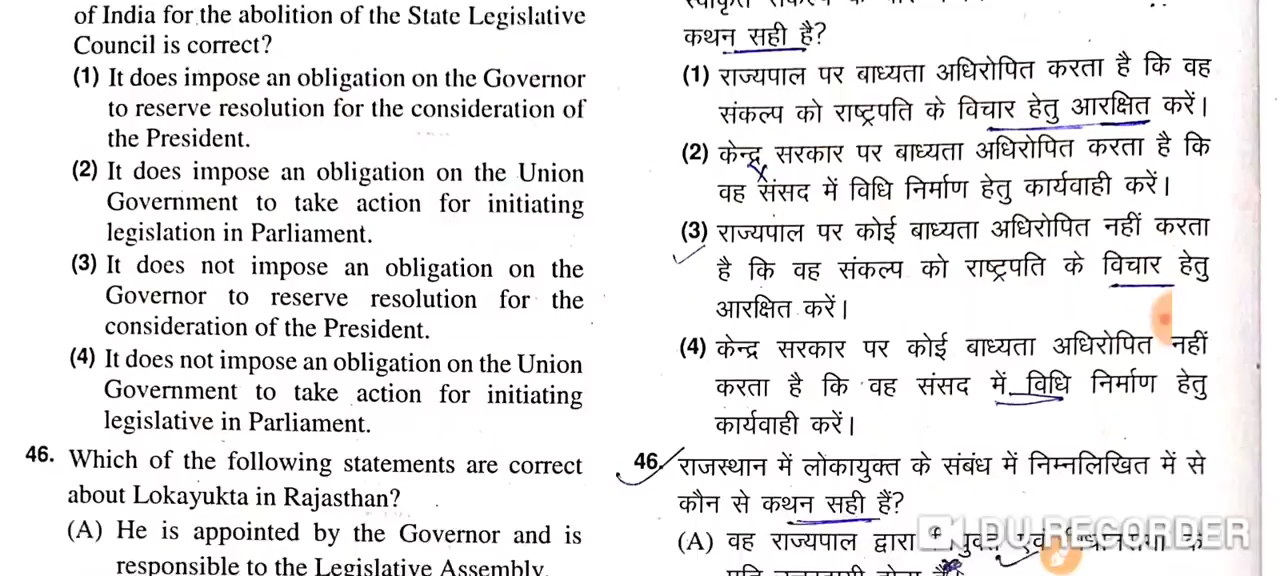 of India for the abolition of the State Legislative
Council is correct?
(1) It does impose an obligation on the Governor
to reserve resolution for the consideration of
the President.
(2) It does impose an obligation on the Union
Government to take action for initiating
legislation in Parliament.
(3) It does not impose an obligation on the
Governor to reserve resolution for the
consideration of the President.
(4) It does not impose an obligation on the Union
Government to take action for initiating
legislative in Parliament.
46. Which of the following statements are correct
about Lokayukta in Rajasthan?
(A) He is appointed by the Governor and is
responsible to the Legislative Assembly.
कथन सही है?
(1) राज्यपाल पर बाध्यता अधिरोपित करता है कि वह
संकल्प को राष्ट्रपति के विचार हेतु आरक्षित करें।
(2) केन्द्र सरकार पर बाध्यता अधिरोपित करता है कि
वह संसद में विधि निर्माण हेतु कार्यवाही करें।
(3) राज्यपाल पर कोई बाध्यता अधिरोपित नहीं करता
है कि वह संकल्प को राष्ट्रपति के विचार हेतु
आरक्षित करें।
(4) केन्द्र सरकार पर कोई बाध्यता अधिरोपित नहीं
करता है कि वह संसद में विधि निर्माण हेतु
कार्यवाही करें।
46. राजस्थान में लोकायुक्त के संबंध में निम्नलिखित में से
कौन से कथन सही हैं?
(A) वह राज्यपाल द्वारा एवं
DU RECORDER